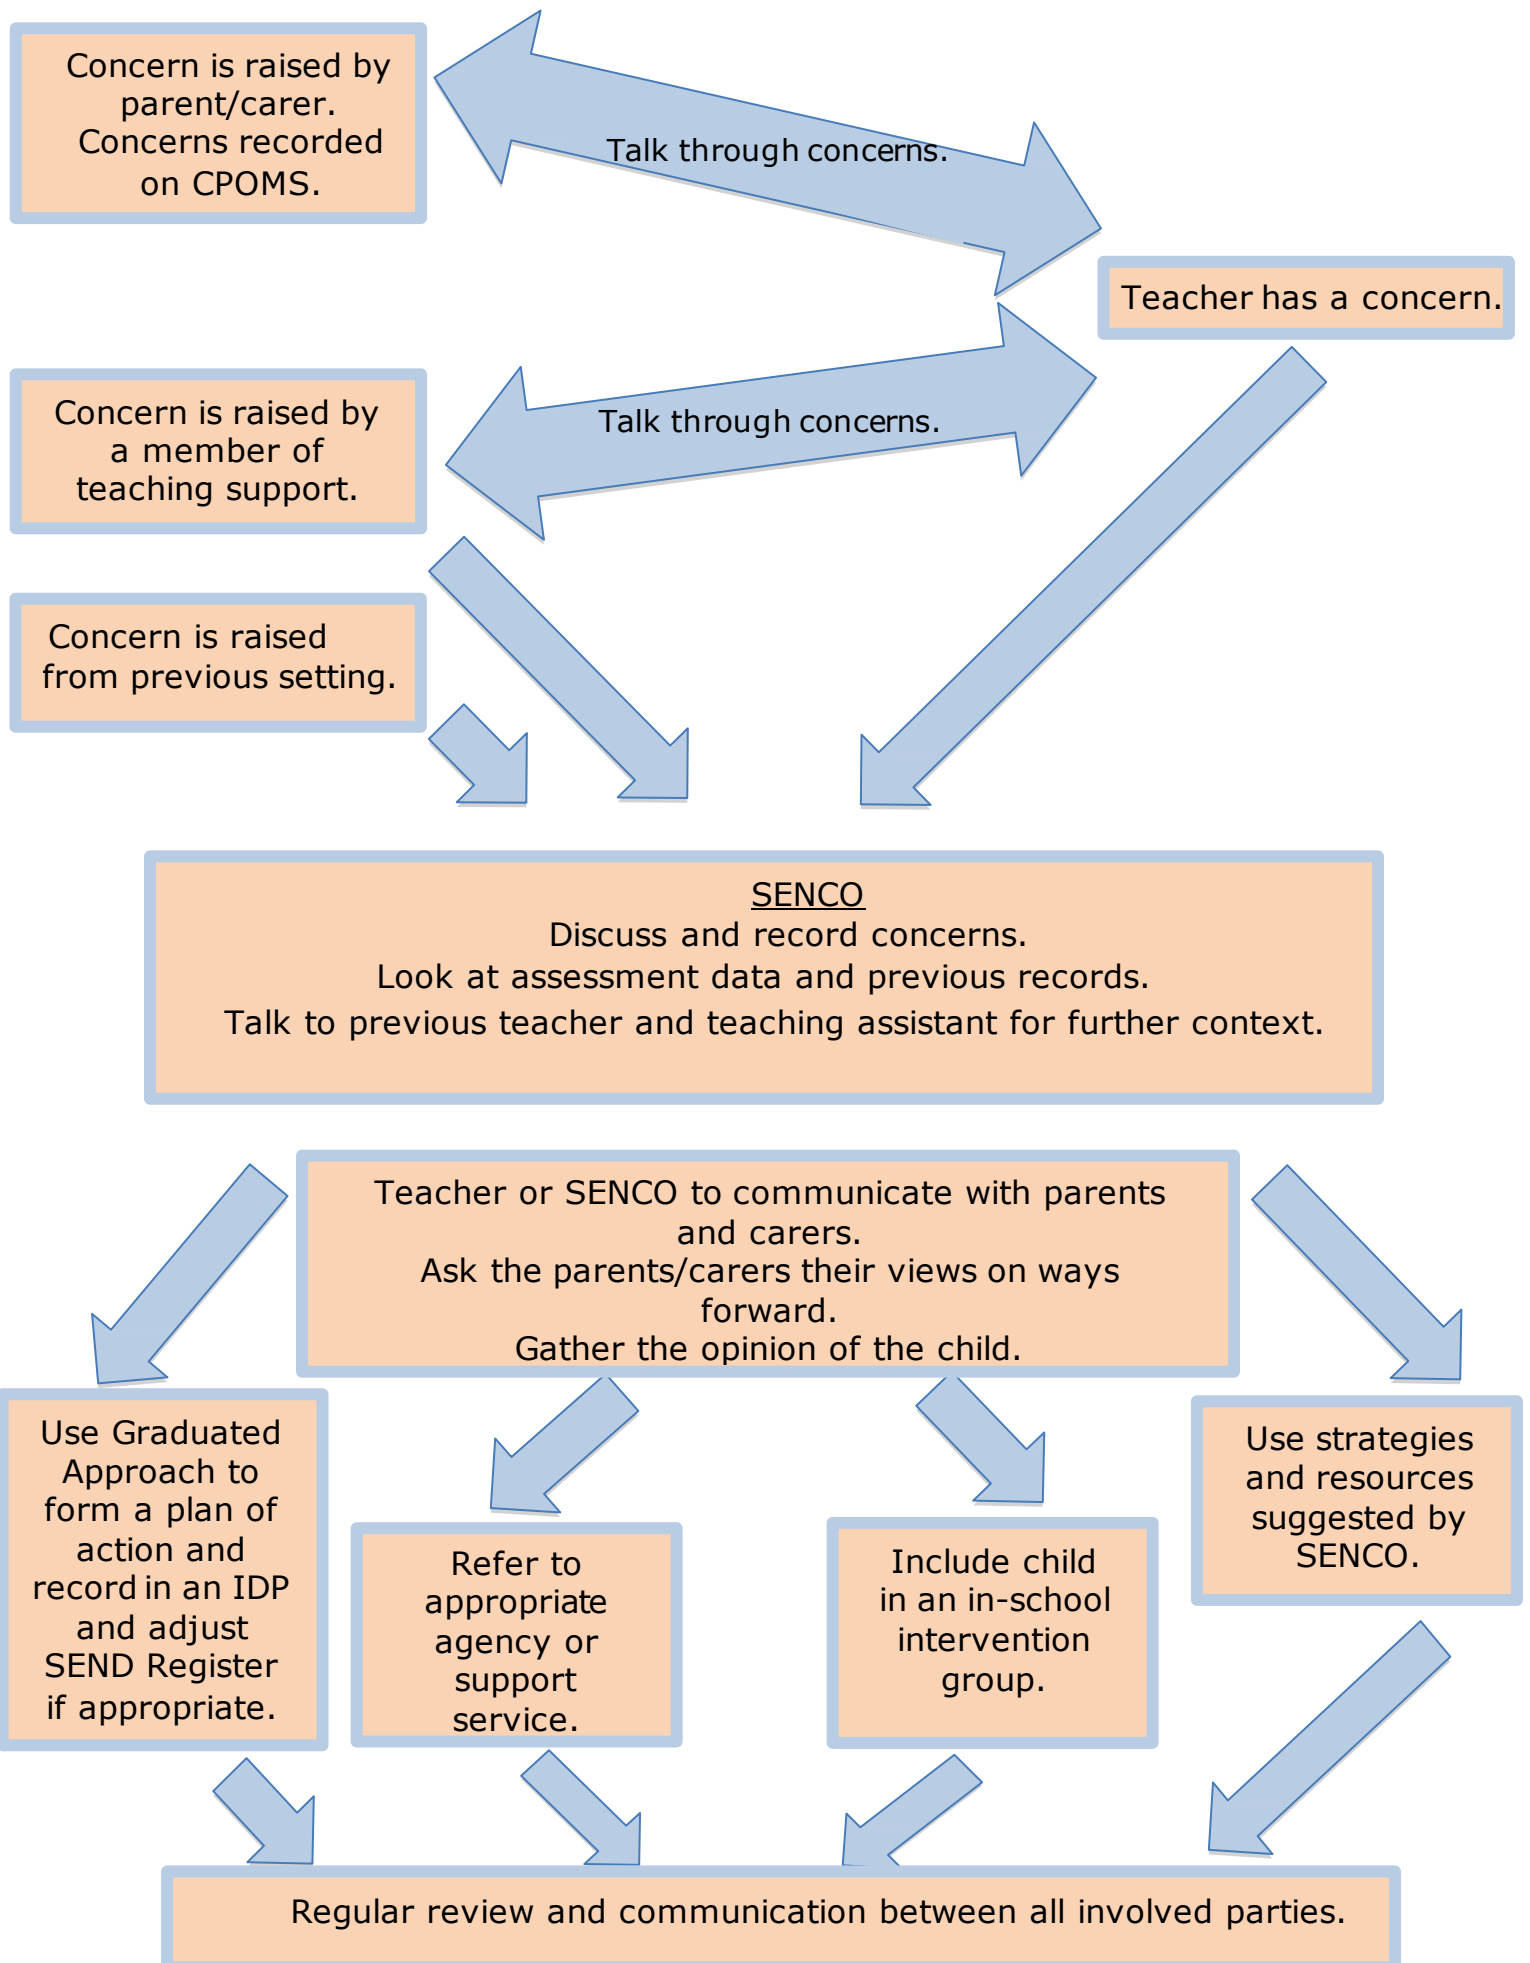 Concern is raised by
parent/carer.
Concerns recorded
on CPOMS.
Talk through concerns.
Teacher has a concern.
Concern is raised by
a member of
teaching support.
Talk through concerns.
Concern is raised
from previous setting.
SENCO
Discuss and record concerns.
Look at assessment data and previous records.
Talk to previous teacher and teaching assistant for further context.
Teacher or SENCO to communicate with parents
and carers.
Ask the parents/carers their views on ways
forward.
Gather the opinion of the child.
Use Graduated
Approach to
form a plan of
action and
record in an IDP
and adjust
SEND Register
if appropriate.
Refer to
appropriate
agency or
support
service.
Include child
in an in-school
intervention
group.
Use strategies
and resources
suggested by
SENCO.
Regular review and communication between all involved parties.